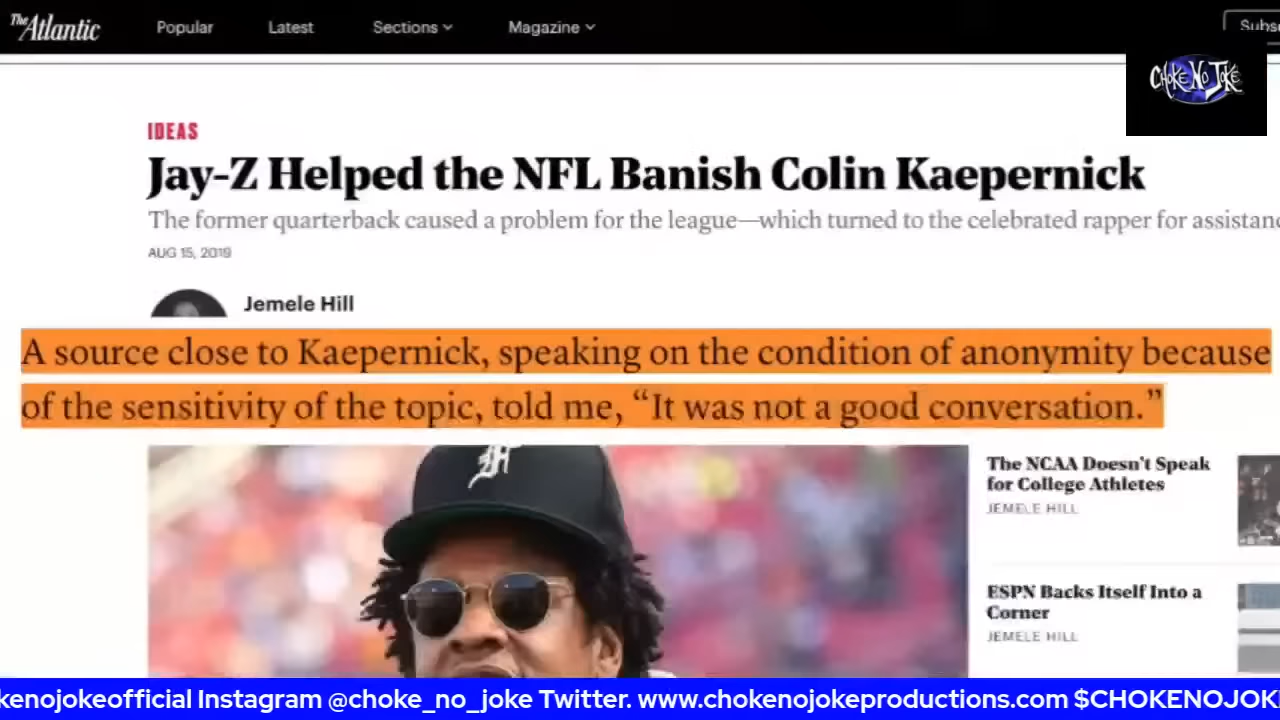 The Atlantic Popular Latest Sections Magazine
CHOKE NO JOKE
IDEAS
Jay-Z Helped the NFL Banish Colin Kaepernick
The former quarterback caused a problem for the league—which turned to the celebrated rapper for
AUG 15, 2019
Jemele Hill
A source close to Kaepernick, speaking on the condition of anonymity because
of the sensitivity of the topic, told me, “It was not a good conversation.”
The NCAA Doesn't Speak
for College Athletes
JEMELE HILL
ESPN Backs Itself Into a
Corner
JEMELE HILL
kenojokeofficial Instagram @choke_no_joke Twitter. www.chokenojokeproductions.com $CHOKENOJOK